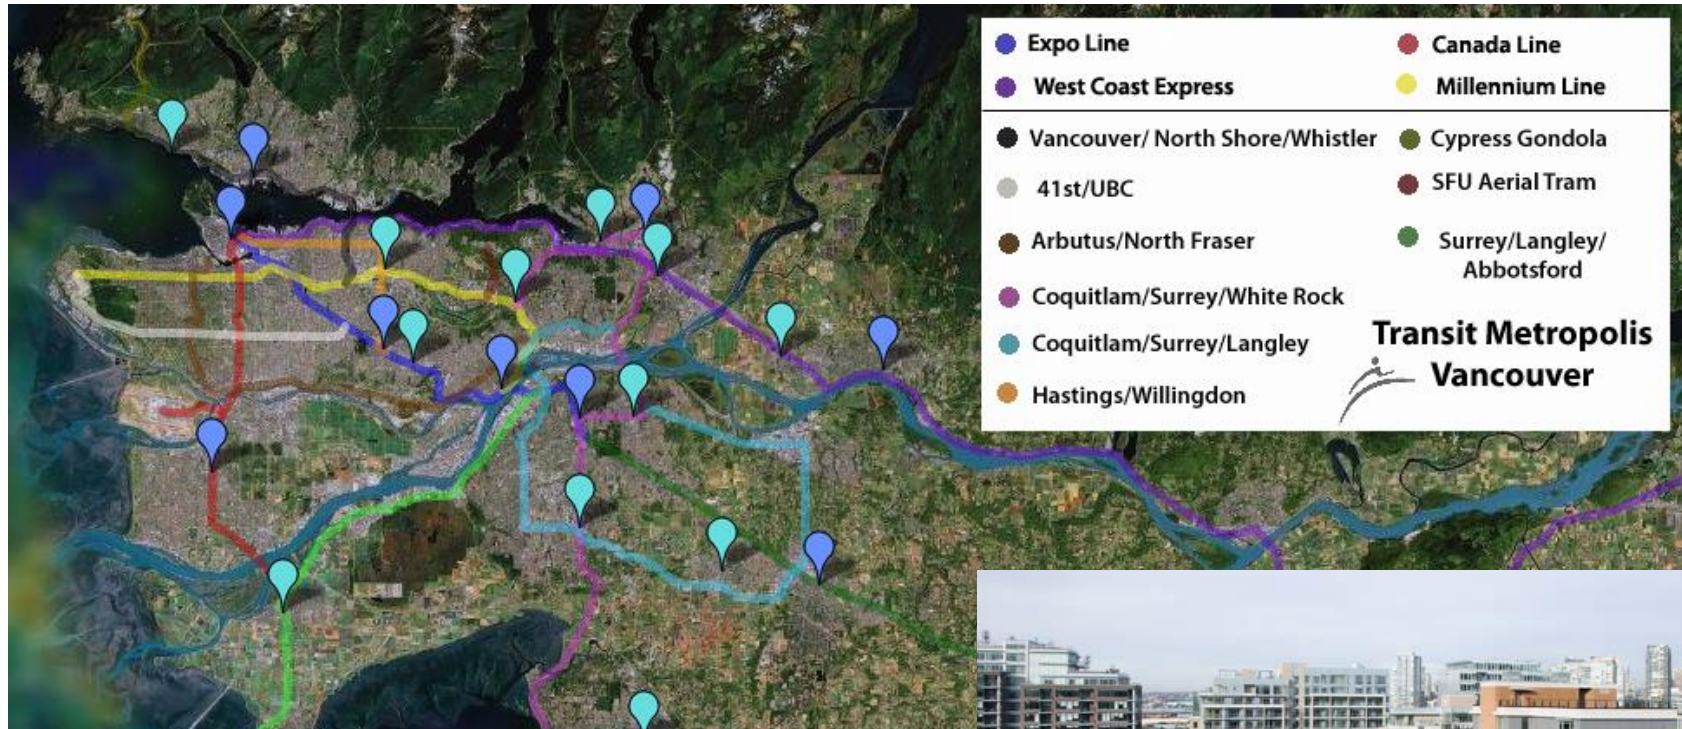 Expo Line
Canada Line
West Coast Express
Millennium Line
Vancouver/ North Shore/Whistler
Cypress Gondola
41st/UBC
SFU Aerial Tram
Arbutus/North Fraser
Surrey/Langley/
Abbotsford
Coquitlam/Surrey/White Rock
Coquitlam/Surrey/Langley
Hastings/Willingdon
Transit Metropolis
Vancouver